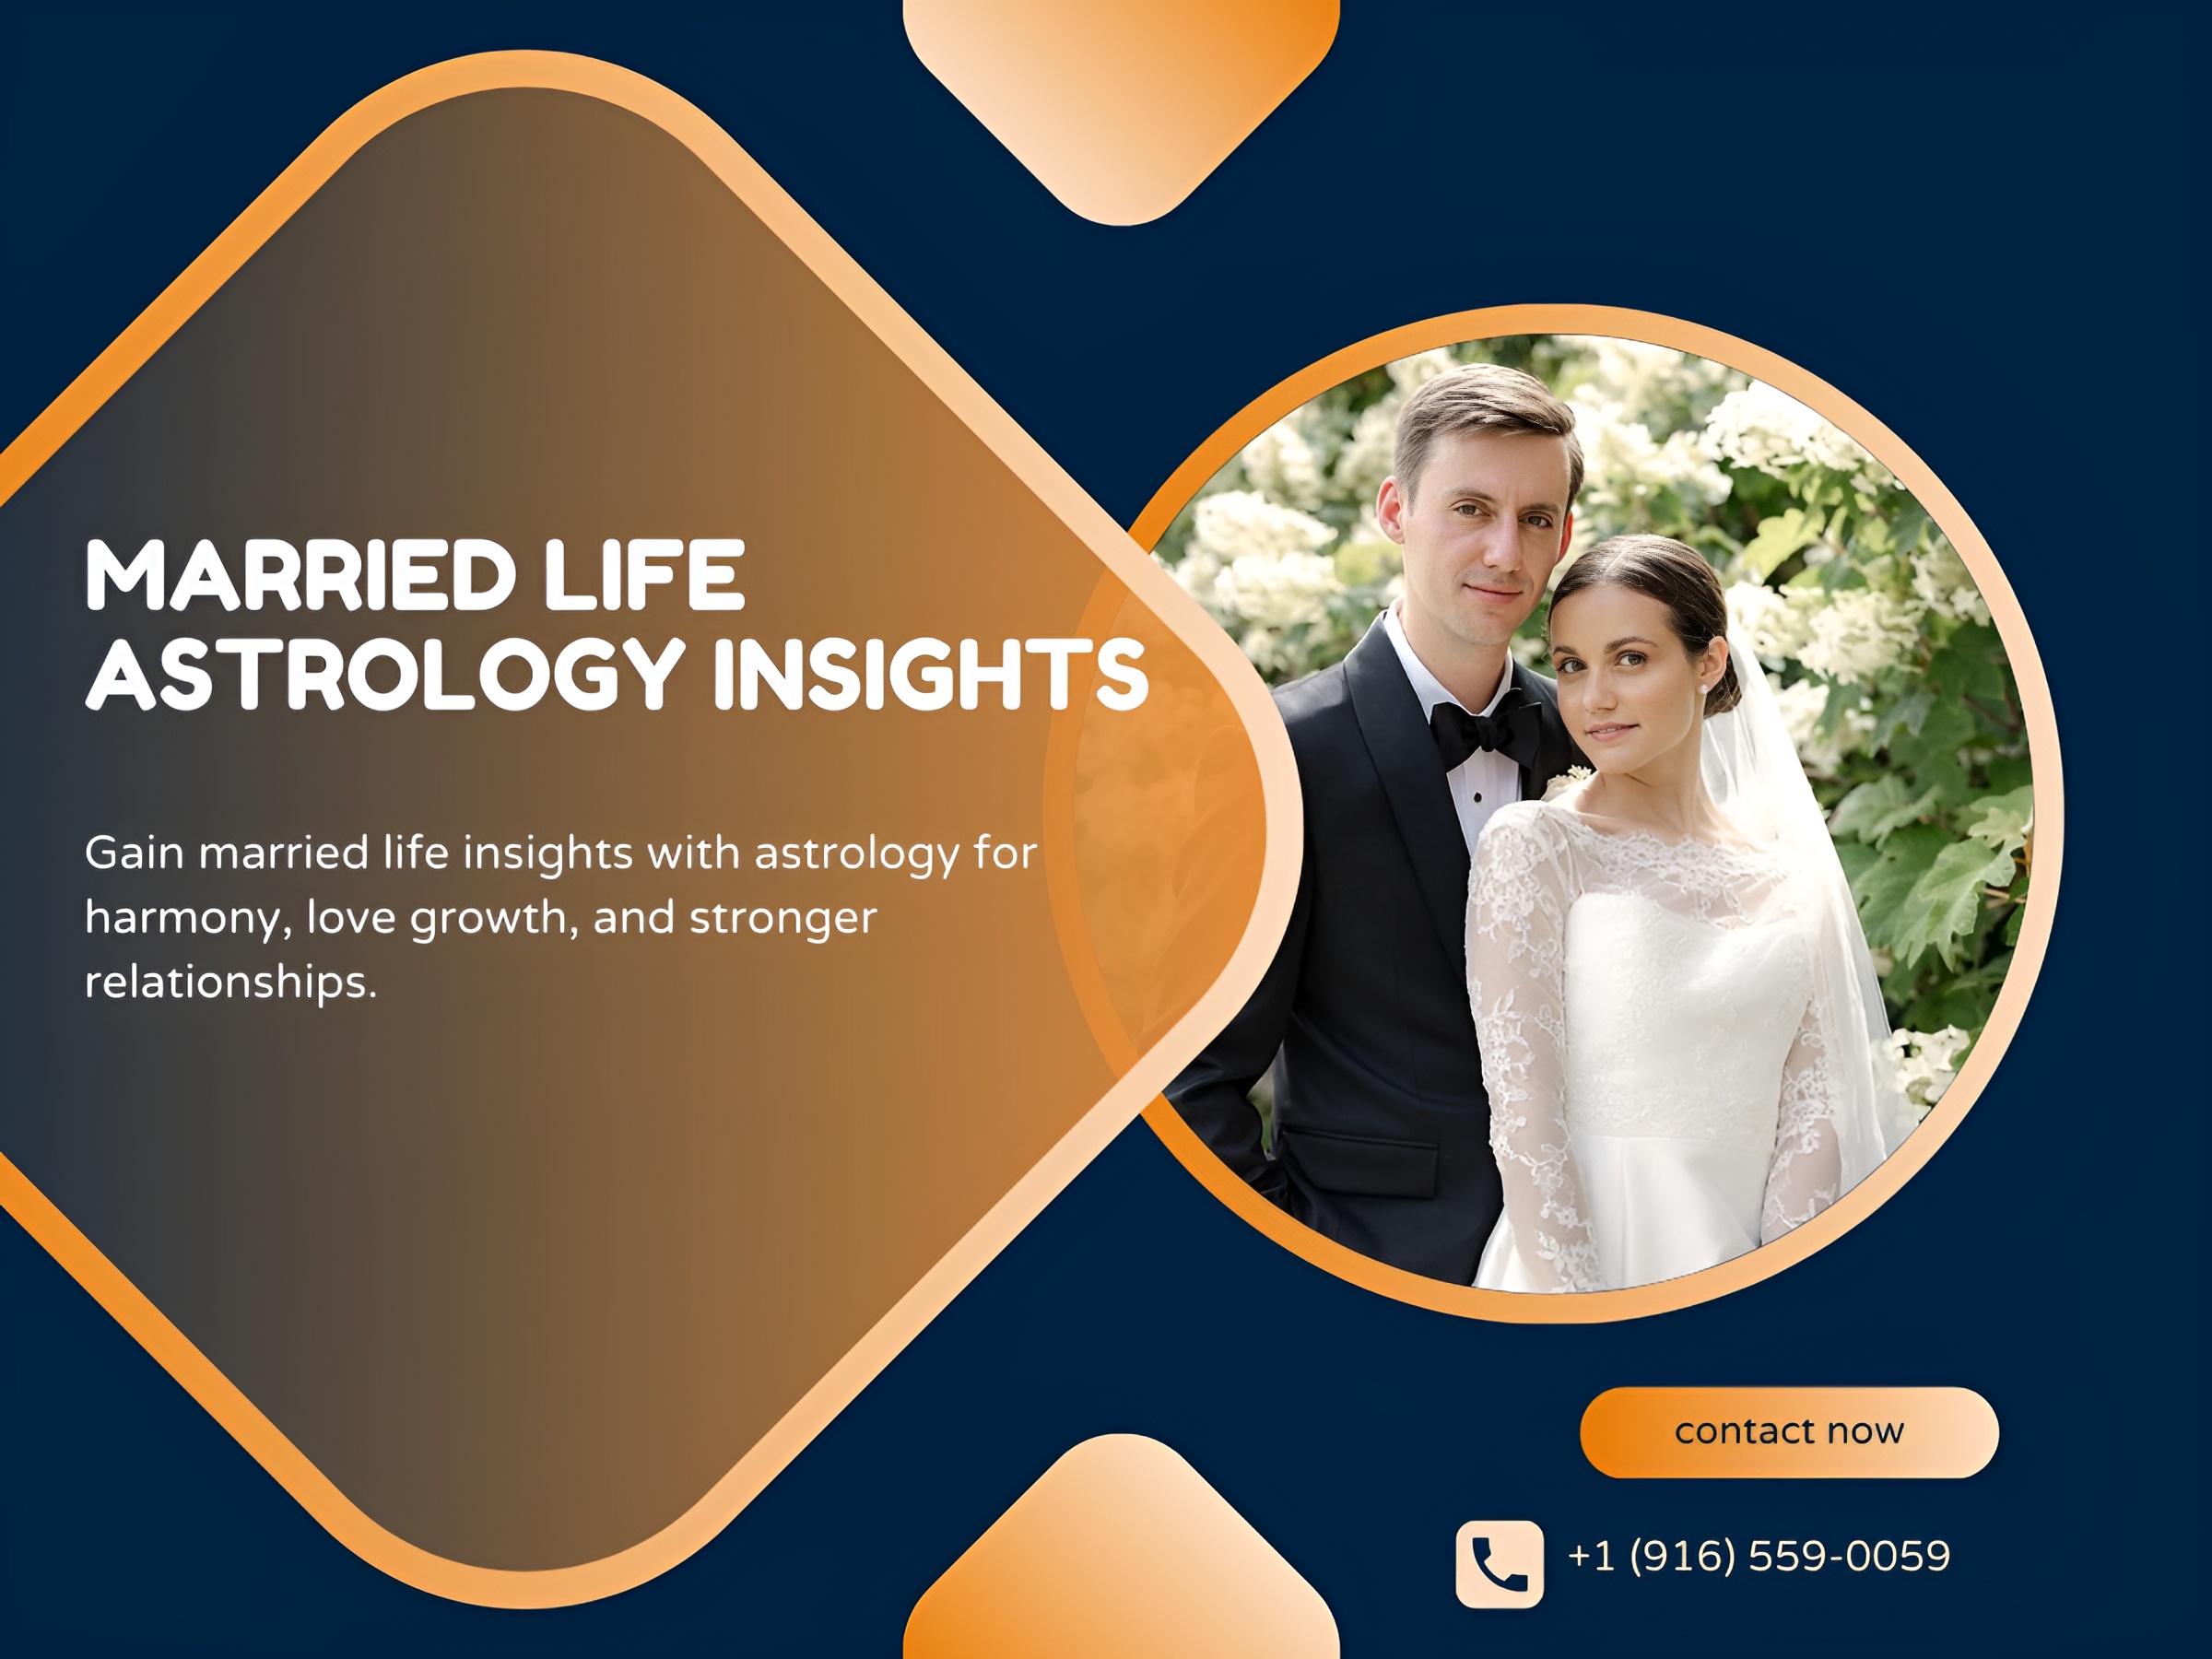 MARRIED LIFE
ASTROLOGY INSIGHTS
Gain married life insights with astrology for
harmony, love growth, and stronger
relationships.
contact now
+1 (916) 559-0059